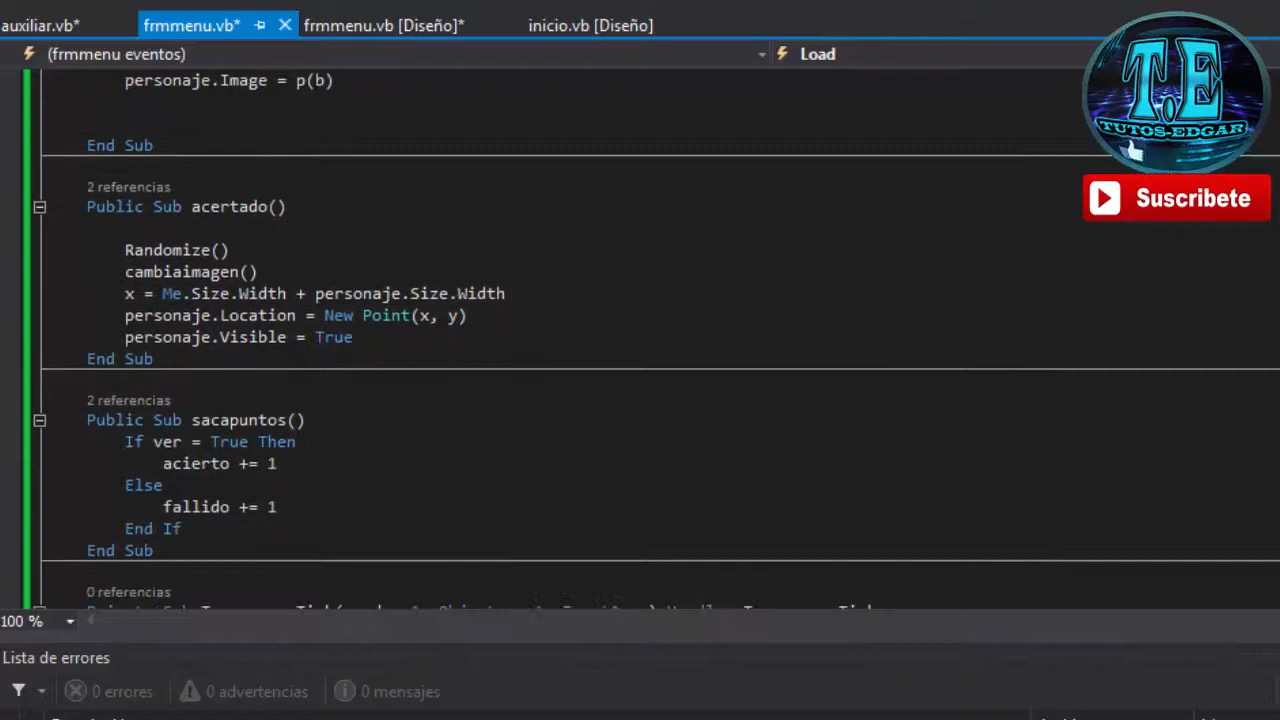 auxiliar.vb*
frmmenu.vb*
frmmenu.vb [Diseño]*
inicio.vb [Diseño]
(frmmenu eventos)
Load
personaje.Image = p(b)
End Sub
2 referencias
Public Sub acertado()
Randomize()
cambiaimagen()
x = Me.Size.Width + personaje.Size.Width
personaje.Location = New Point(x, y)
personaje.Visible = True
End Sub
2 referencias
Public Sub sacapuntos()
If ver = True Then
acierto += 1
Else
fallido += 1
End If
End Sub
0 referencias
100 %
Lista de errores
0 errores
0 advertencias
0 mensajes
T.E
TUTOS-EDGAR
Suscribete